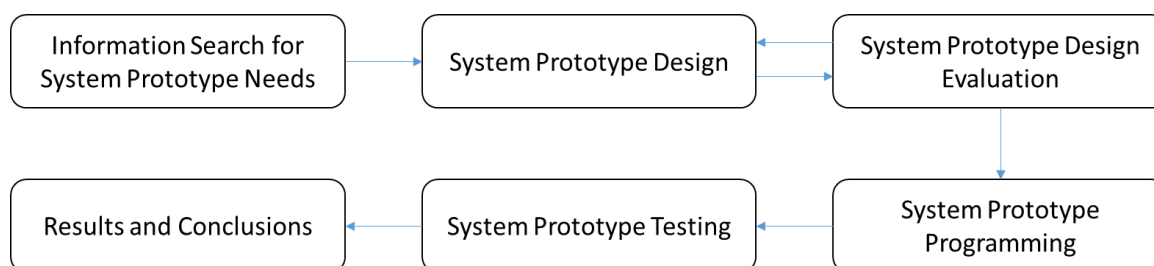 Information Search for
System Prototype Needs
System Prototype Design
System Prototype Design
Evaluation
System Prototype
Programming
System Prototype Testing
Results and Conclusions